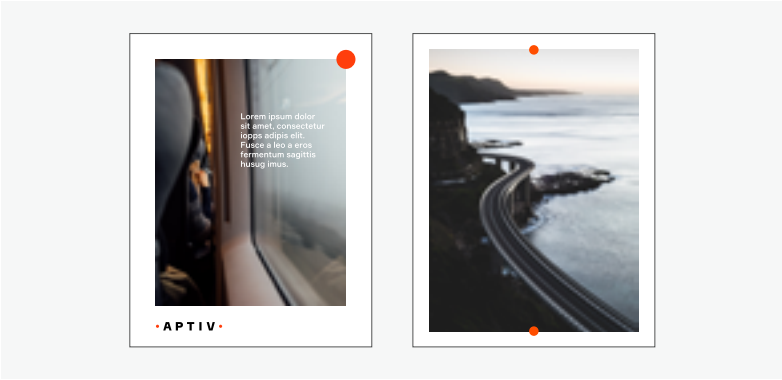 Lorem ipsum dolor
sit amet, consectetur
iopps adipis elit.
Fusce a leo a eros
fermentum sagittis
husug imus.
• APTIV •